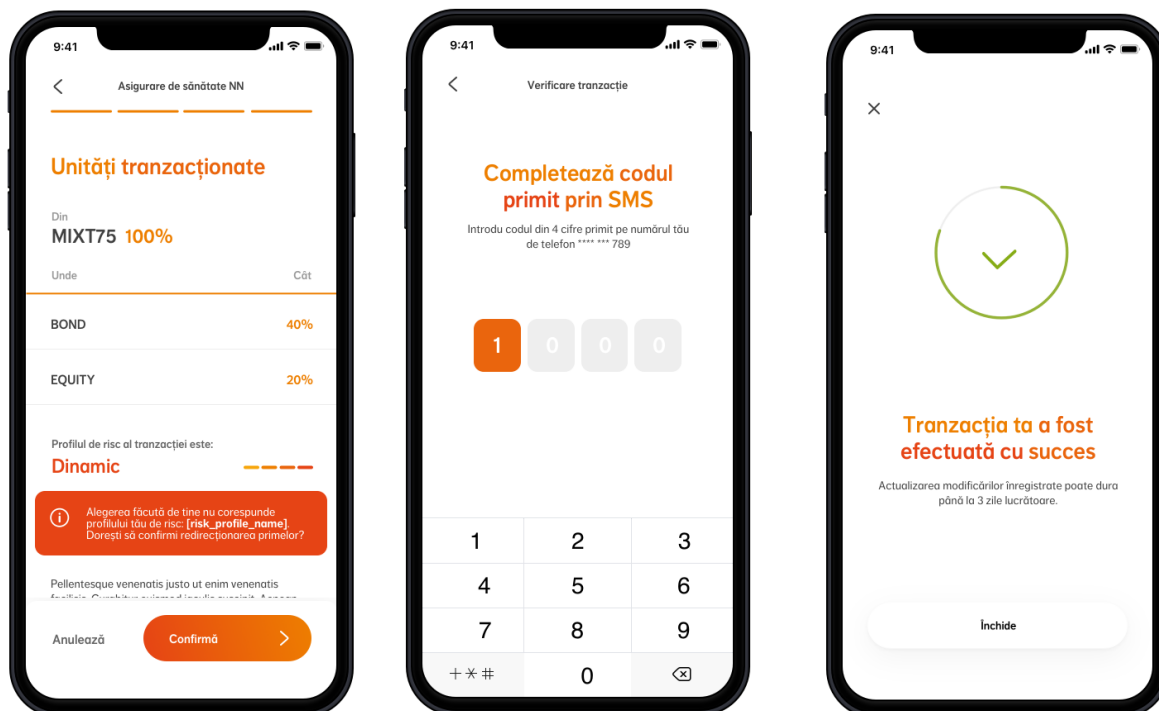 9:41
Asigurare de sănătate NN
Unități tranzacționate
Din
MIXT75 100%
Unde Cât
BOND 40%
EQUITY 20%
Profilul de risc al tranzacției este:
Dinamic
Alegerea făcută de tine nu corespunde
profilului tău de risc: [risk_profile_name].
Dorești să confirmi redirecționarea primelor?
Pellentesque venenatis justo ut enim venenatis
Anulează
Confirmă
9:41
Verificare tranzacție
Completează codul
primit prin SMS
Introdu codul din 4 cifre primit pe numărul tău
de telefon **** *** 789
1 0 0 0
1 2 3
4 5 6
7 8 9
+ * # 0
9:41
Tranzacția ta a fost
efectuată cu succes
Actualizarea modificărilor înregistrate poate dura
până la 3 zile lucrătoare.
Închide